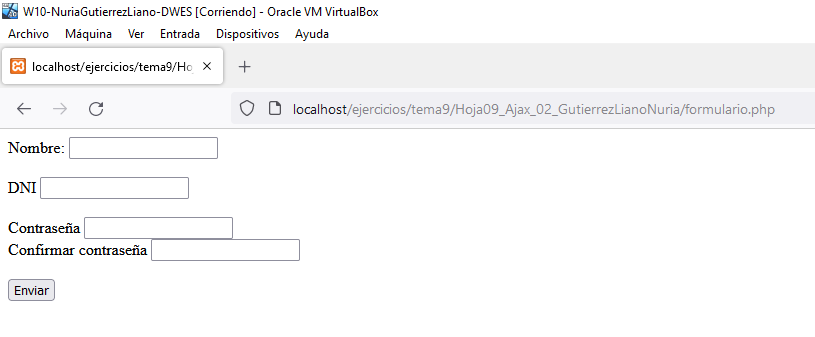 W10-NuriaGutierrezLiano-DWES [Corriendo] - Oracle VM VirtualBox
Archivo Máquina Ver Entrada Dispositivos Ayuda
localhost/ejercicios/tema9/Ho
localhost/ejercicios/tema9/Hoja09_Ajax_02_GutierrezLianoNuria/formulario.php
Nombre:
DNI
Contraseña
Confirmar contraseña
Enviar